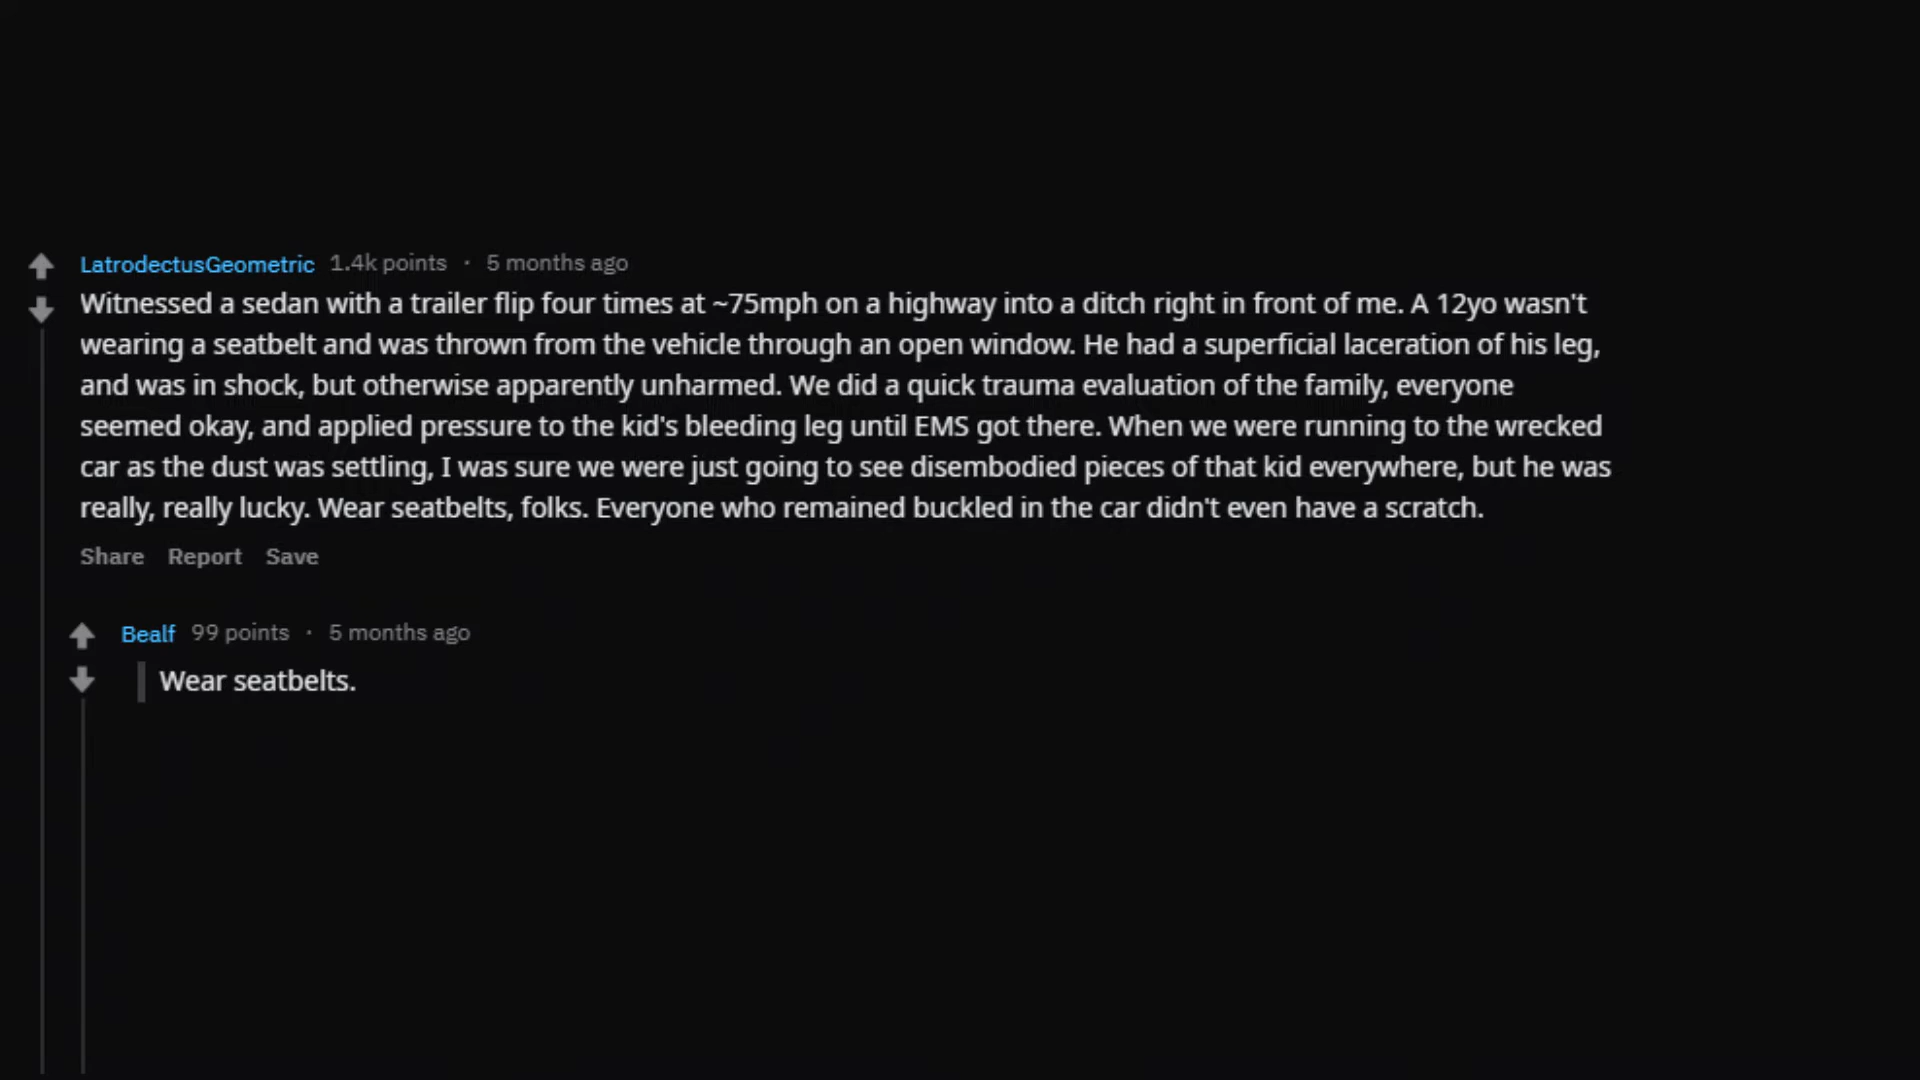 LatrodectusGeometric 1.4k points · 5 months ago
Witnessed a sedan with a trailer flip four times at ~75mph on a highway into a ditch right in front of me. A 12yo wasn't
wearing a seatbelt and was thrown from the vehicle through an open window. He had a superficial laceration of his leg,
and was in shock, but otherwise apparently unharmed. We did a quick trauma evaluation of the family, everyone
seemed okay, and applied pressure to the kid's bleeding leg until EMS got there. When we were running to the wrecked
car as the dust was settling, I was sure we were just going to see disembodied pieces of that kid everywhere, but he was
really, really lucky. Wear seatbelts, folks. Everyone who remained buckled in the car didn't even have a scratch.
Share Report Save
Bealf 99 points · 5 months ago
Wear seatbelts.